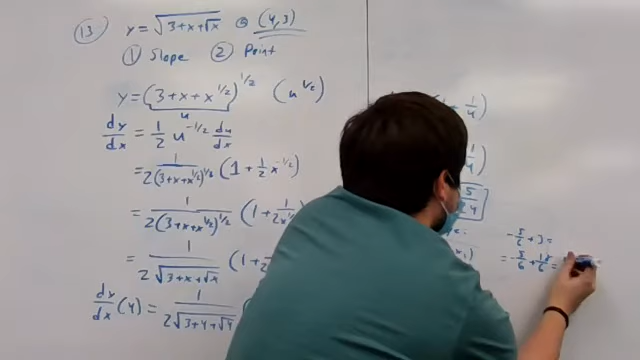 (13) y = √(3+x+√x) @ (4,3)
(1) Slope (2) Point
y = (3+x+x^(1/2))^(1/2) (u^(1/2))
u
dy/dx = 1/2 u^(-1/2) du/dx
= 1/(2(3+x+x^(1/2))^(1/2)) (1 + 1/2 x^(-1/2))
= 1/(2(3+x+x^(1/2))^(1/2)) (1 + 1/(2x^(1/2)
= 1/(2√(3+x+√x)) (1 +
dy/dx (4) = 1/(2√(3+4+√4)) (
+ 1/4)
1/4)
5/24
-5/6 + 3 =
= -5/6 + 18/6 =